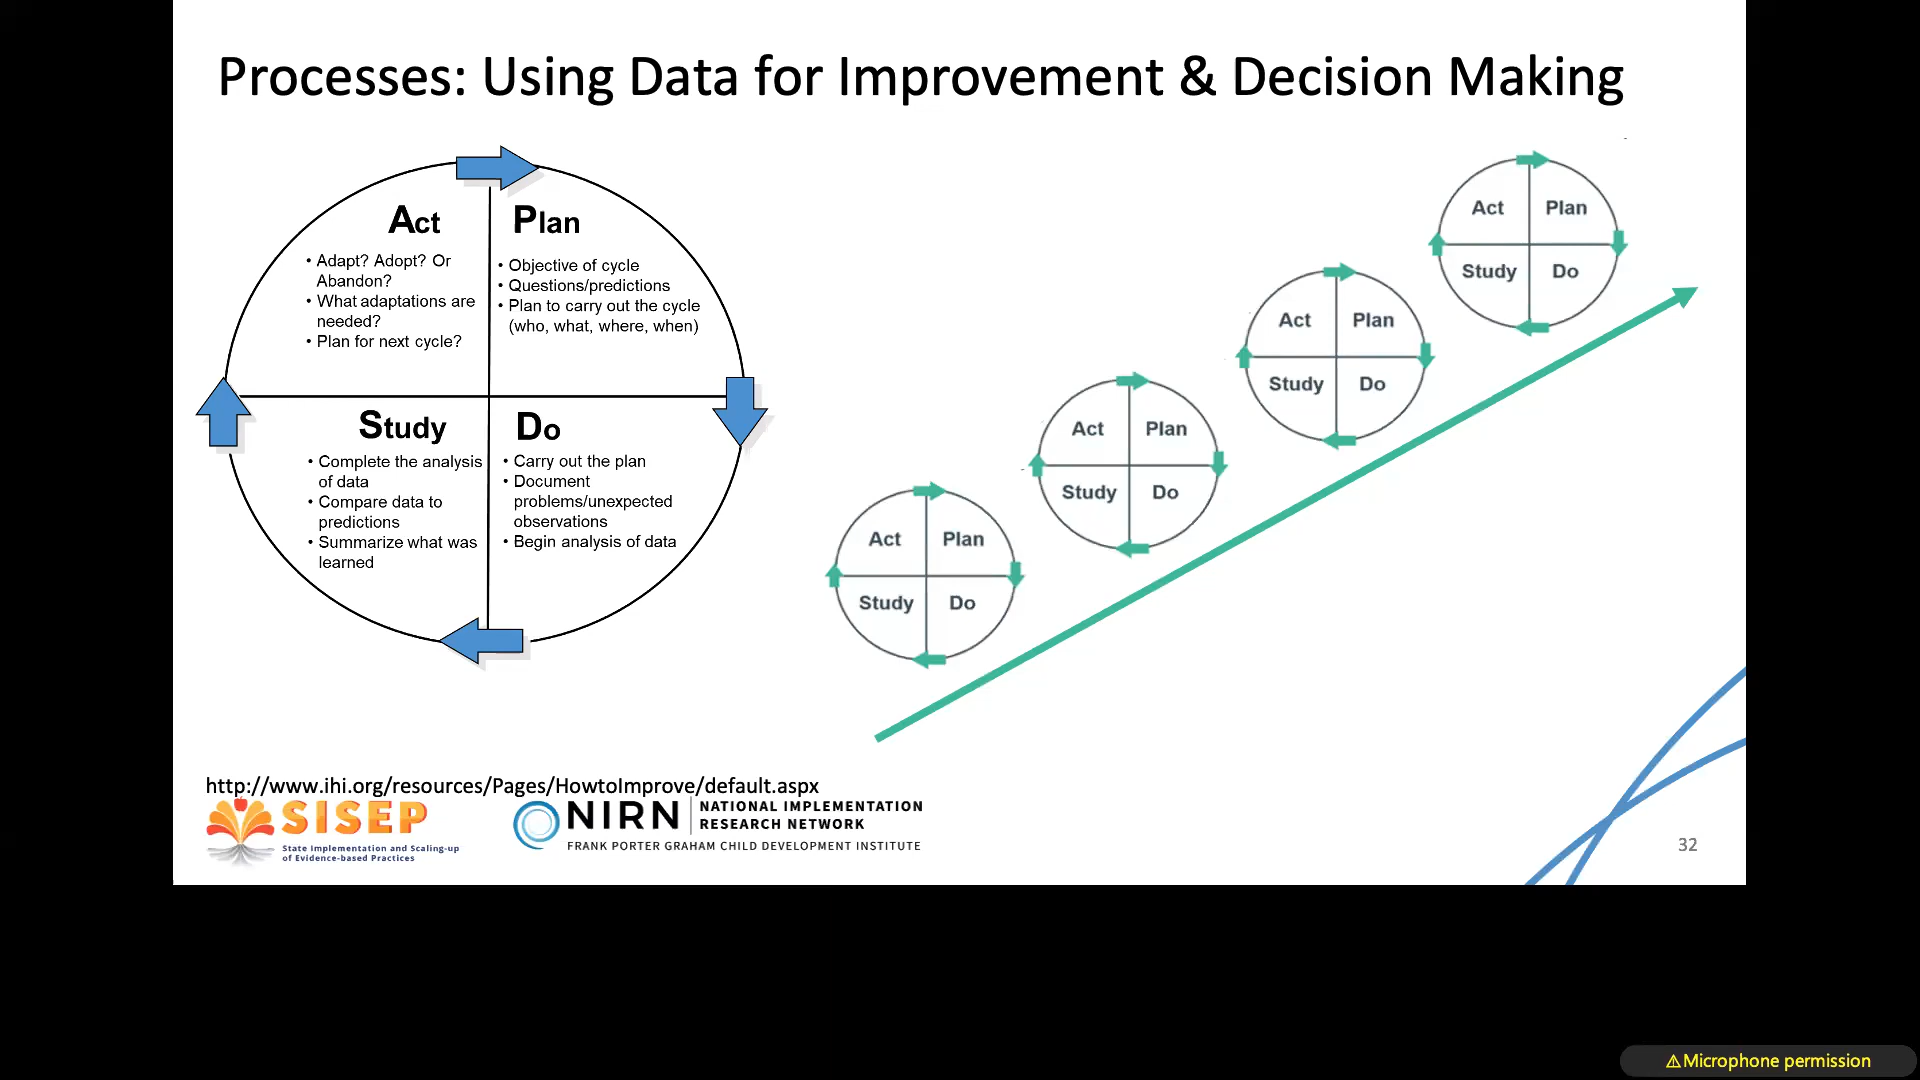 Processes: Using Data for Improvement & Decision Making
Act
• Adapt? Adopt? Or
Abandon?
• What adaptations are
needed?
• Plan for next cycle?
Plan
• Objective of cycle
• Questions/predictions
• Plan to carry out the cycle
(who, what, where, when)
Study
• Complete the analysis
of data
• Compare data to
predictions
• Summarize what was
learned
Do
• Carry out the plan
• Document
problems/unexpected
observations
• Begin analysis of data
Act Plan
Study Do
Act Plan
Study Do
Act Plan
Study Do
Act Plan
Study Do
http://www.ihi.org/resources/Pages/HowtoImprove/default.aspx
SISEP
State Implementation and Scaling-up
of Evidence-based Practices
NIRN
NATIONAL IMPLEMENTATION
RESEARCH NETWORK
FRANK PORTER GRAHAM CHILD DEVELOPMENT INSTITUTE
32
⚠Microphone permission